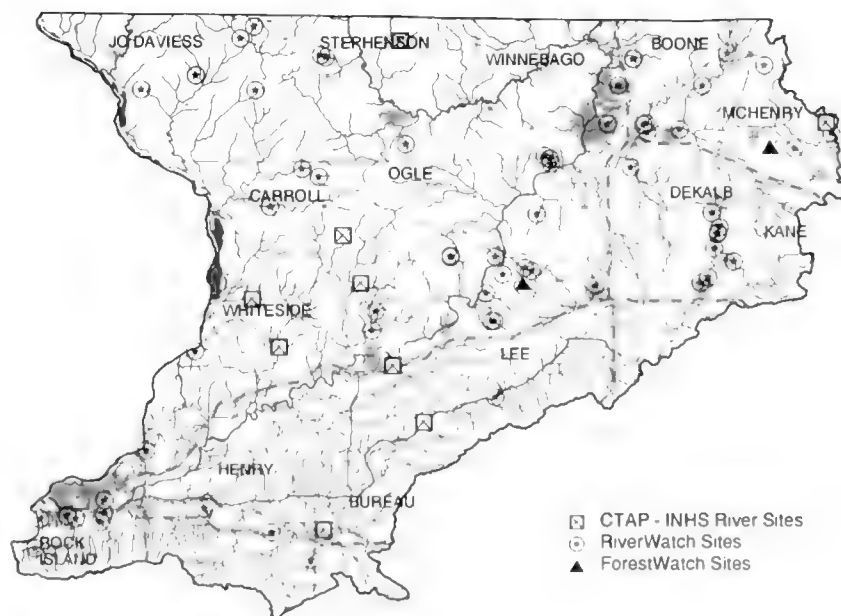 JO DAVIESS
STEPHENSON
WINNEBAGO
BOONE
MCHENRY
OGLE
CARROLL
DEKALB
KANE
WHITESIDE
LEE
HENRY
BUREAU
ROCK
ISLAND
CTAP - INHS River Sites
RiverWatch Sites
ForestWatch Sites